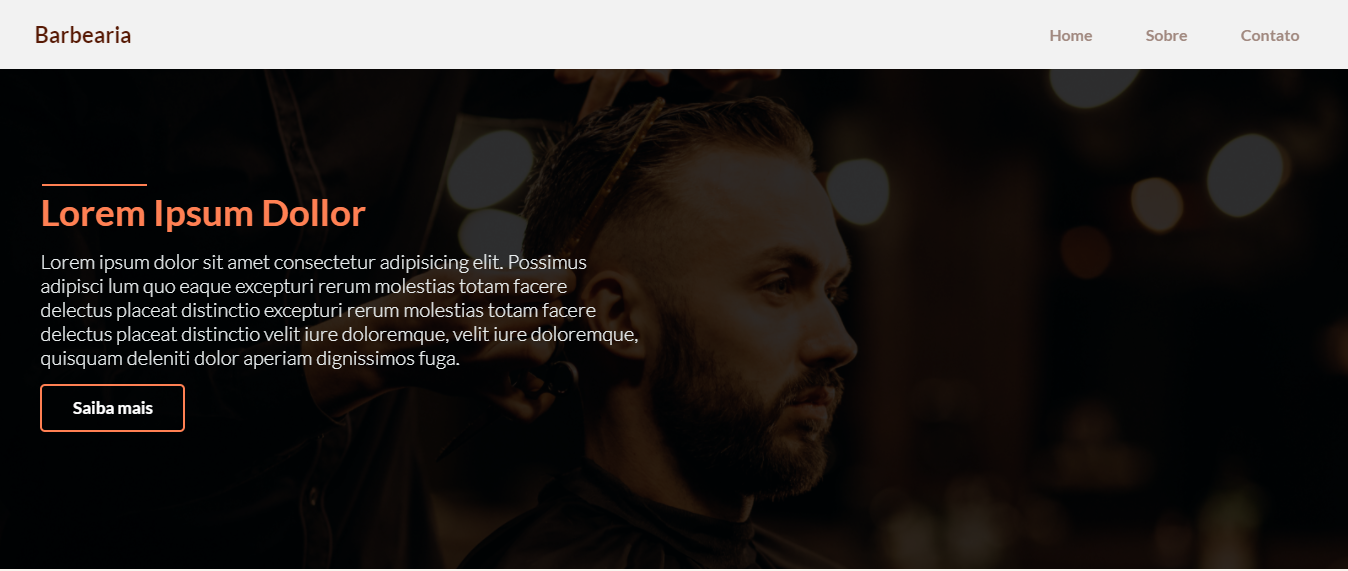 Barbearia
Home Sobre Contato
Lorem Ipsum Dollor
Lorem ipsum dolor sit amet consectetur adipisicing elit. Possimus
adipisci lum quo eaque excepturi rerum molestias totam facere
delectus placeat distinctio excepturi rerum molestias totam facere
delectus placeat distinctio velit iure doloremque, velit iure doloremque,
quisquam deleniti dolor aperiam dignissimos fuga.
Saiba mais